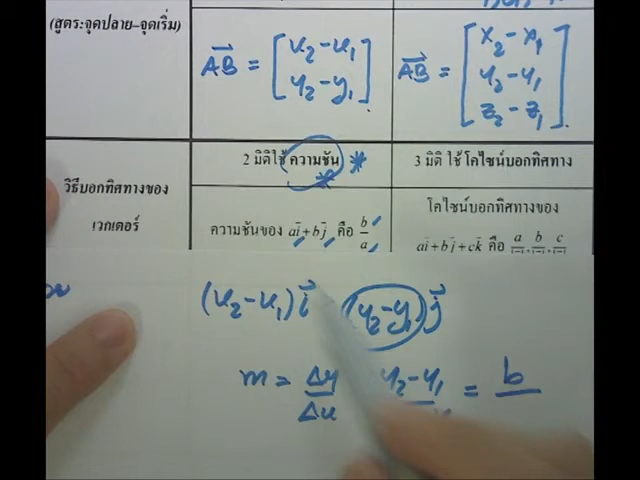 (สูตระจุดปลาย–จุดเริ่ม)
AB = [x₂ – x₁
y₂ – y₁]
AB = [x₂ – x₁
y₂ – y₁
z₂ – z₁]
วิธีบอกทิศทางของ
เวกเตอร์
2 มิติใช้ ความชัน
3 มิติ ใช้ โคไซน์บอกทิศทาง
ความชันของ ai + bj คือ b/a
โคไซน์บอกทิศทางของ
ai + bj + ck คือ a b c
(x₂ – x₁) i (y₂ – y₁) j
m = Δy/Δx y₂ – y₁ = b